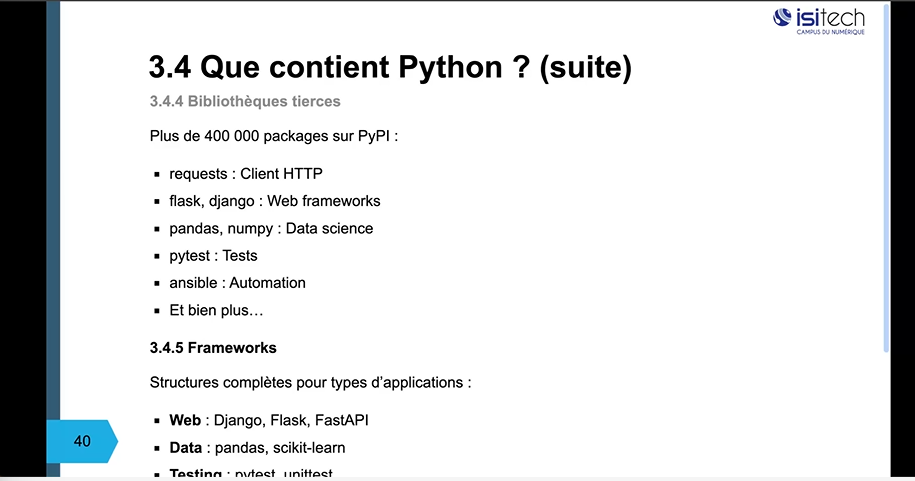 isitech
CAMPUS DU NUMÉRIQUE
3.4 Que contient Python ? (suite)
3.4.4 Bibliothèques tierces
Plus de 400 000 packages sur PyPI :
▪ requests : Client HTTP
▪ flask, django : Web frameworks
▪ pandas, numpy : Data science
▪ pytest : Tests
▪ ansible : Automation
▪ Et bien plus…
3.4.5 Frameworks
Structures complètes pour types d’applications :
▪ Web : Django, Flask, FastAPI
▪ Data : pandas, scikit-learn
▪ Testing : pytest, unittest
40